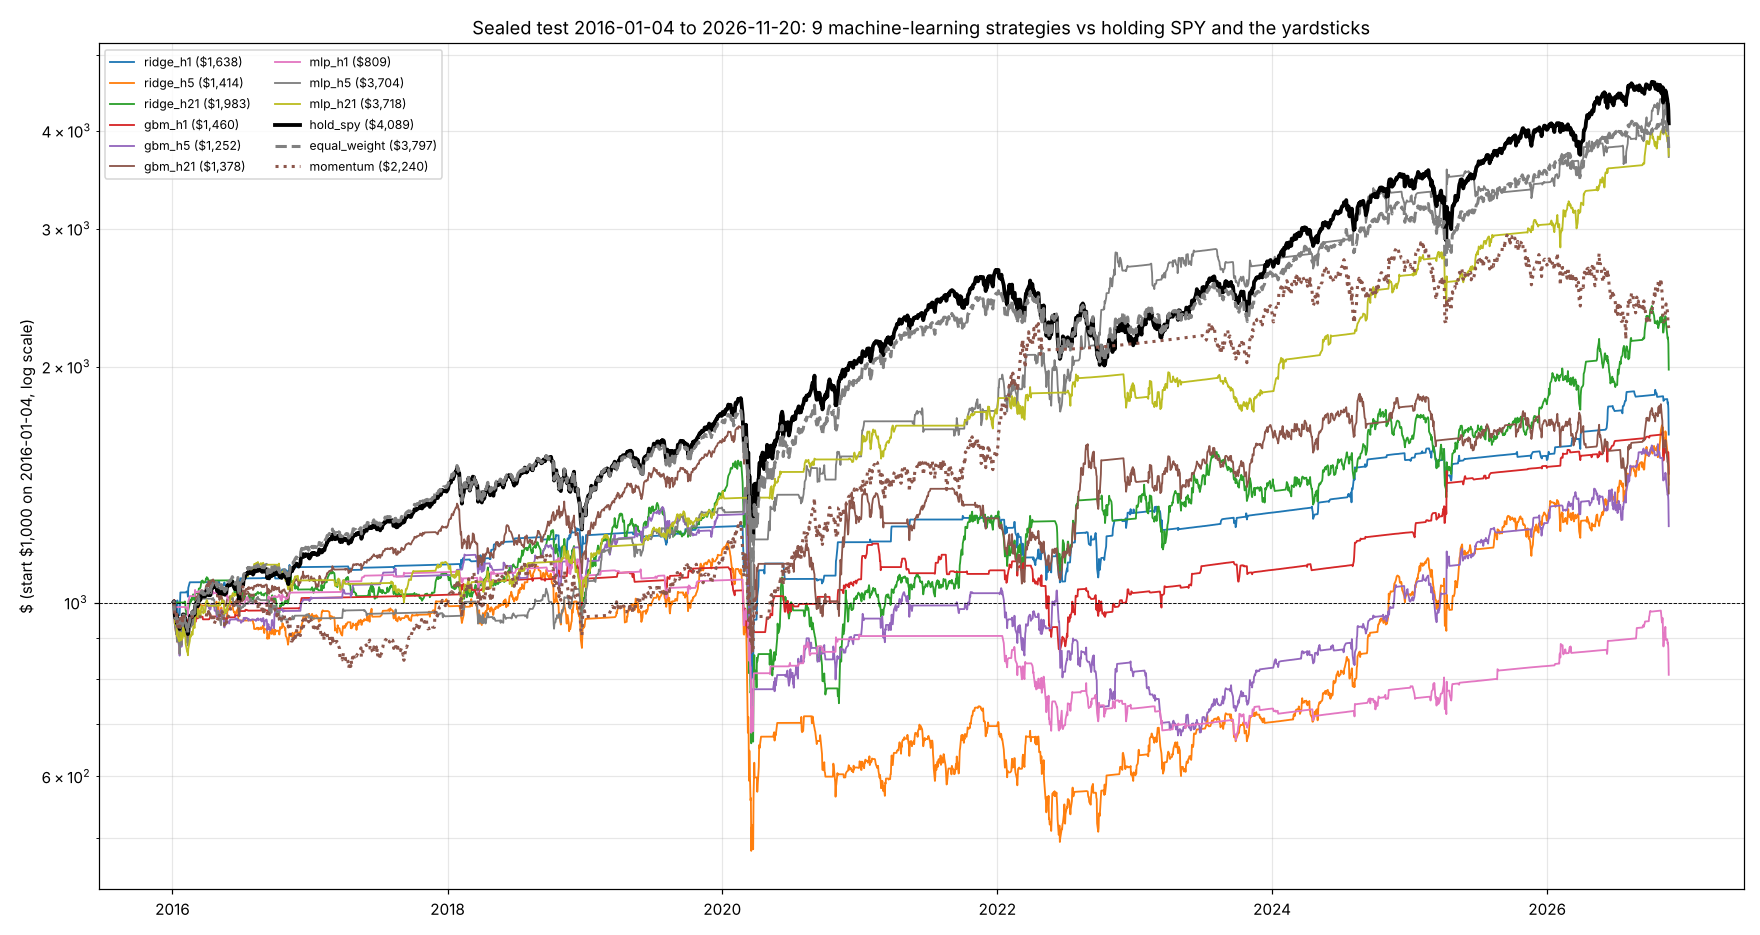 Sealed test 2016-01-04 to 2026-11-20: 9 machine-learning strategies vs holding SPY and the yardsticks
ridge_h1 ($1,638)
ridge_h5 ($1,414)
ridge_h21 ($1,983)
gbm_h1 ($1,460)
gbm_h5 ($1,252)
gbm_h21 ($1,378)
mlp_h1 ($809)
mlp_h5 ($3,704)
mlp_h21 ($3,718)
hold_spy ($4,089)
equal_weight ($3,797)
momentum ($2,240)
$ (start $1,000 on 2016-01-04, log scale)
4 × 10³
3 × 10³
2 × 10³
10³
6 × 10²
2016
2018
2020
2022
2024
2026